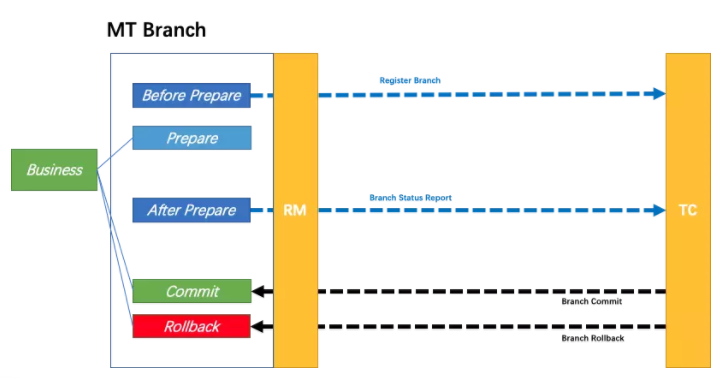 MT Branch
Register Branch
Before Prepare
Prepare
Business
Branch Status Report
After Prepare
RM
TC
Commit
Branch Commit
Rollback
Branch Rollback